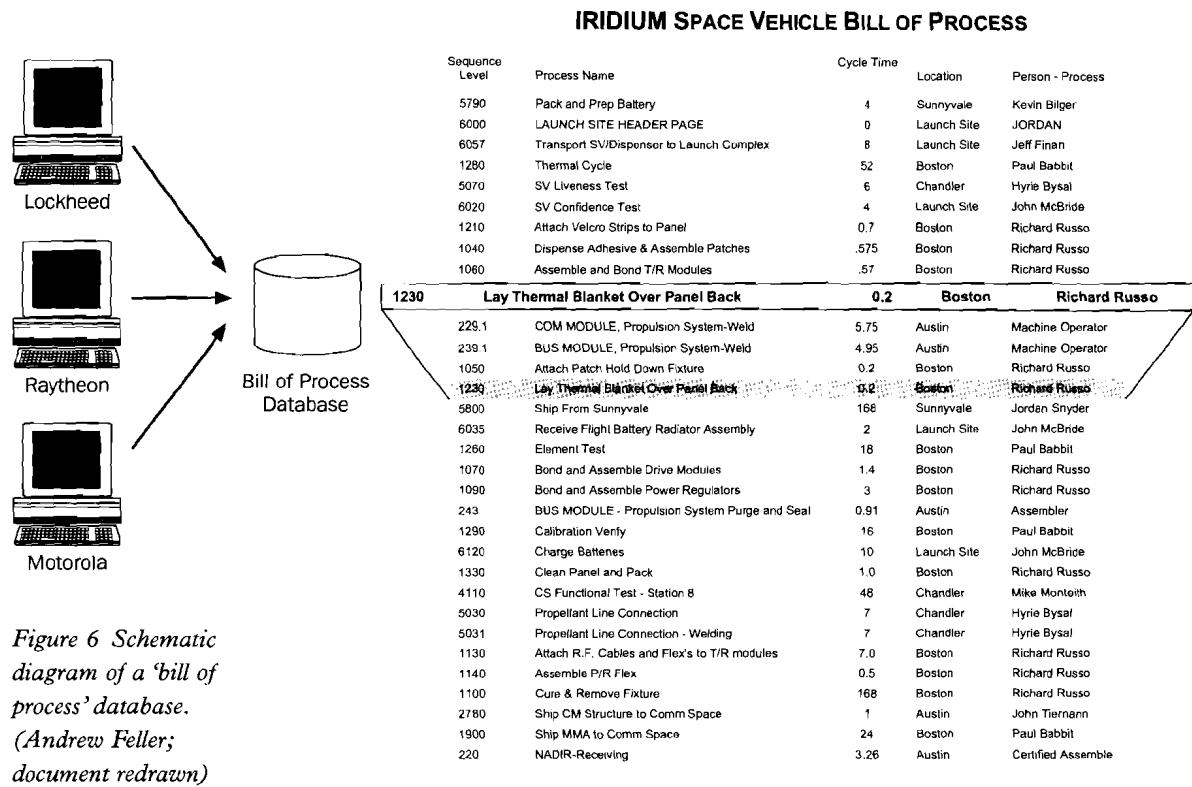 IRIDIUM SPACE VEHICLE BILL OF PROCESS
Lockheed
Raytheon
Motorola
Bill of Process
Database
Figure 6 Schematic
diagram of a ‘bill of
process’ database.
(Andrew Feller;
document redrawn)
Sequence Level Process Name Cycle Time Location Person - Process
5790 Pack and Prep Battery 4 Sunnyvale Kevin Bilger
6000 LAUNCH SITE HEADER PAGE 0 Launch Site JORDAN
6057 Transport SV/Dispensor to Launch Complex 8 Launch Site Jeff Finan
1280 Thermal Cycle 52 Boston Paul Babbit
5070 SV Liveness Test 6 Chandler Hyrie Bysal
6020 SV Confidence Test 4 Launch Site John McBride
1210 Attach Velcro Strips to Panel 0.7 Boston Richard Russo
1040 Dispense Adhesive & Assemble Patches .575 Boston Richard Russo
1060 Assemble and Bond T/R Modules .57 Boston Richard Russo
1230 Lay Thermal Blanket Over Panel Back 0.2 Boston Richard Russo
229.1 COM MODULE, Propulsion System-Weld 5.75 Austin Machine Operator
239.1 BUS MODULE, Propulsion System-Weld 4.95 Austin Machine Operator
1050 Attach Patch Hold Down Fixture 0.2 Boston Richard Russo
1230 Lay Thermal Blanket Over Panel Back 0.2 Boston Richard Russo
5800 Ship From Sunnyvale 168 Sunnyvale Jordan Snyder
6035 Receive Flight Battery Radiator Assembly 2 Launch Site John McBride
1260 Element Test 18 Boston Paul Babbit
1070 Bond and Assemble Drive Modules 1.4 Boston Richard Russo
1090 Bond and Assemble Power Regulators 3 Boston Richard Russo
243 BUS MODULE - Propulsion System Purge and Seal 0.91 Austin Assembler
1290 Calibration Verify 16 Boston Paul Babbit
6120 Charge Batteries 10 Launch Site John McBride
1330 Clean Panel and Pack 1.0 Boston Richard Russo
4110 CS Functional Test - Station 8 48 Chandler Mike Monteith
5030 Propellant Line Connection 7 Chandler Hyrie Bysal
5031 Propellant Line Connection - Welding 7 Chandler Hyrie Bysal
1130 Attach R.F. Cables and Flex's to T/R modules 7.0 Boston Richard Russo
1140 Assemble P/R Flex 0.5 Boston Richard Russo
1100 Cure & Remove Fixture 168 Boston Richard Russo
2780 Ship CM Structure to Comm Space 1 Austin John Tiernann
1900 Ship MMA to Comm Space 24 Boston Paul Babbit
220 NADIR-Receiving 3.26 Austin Certified Assemble